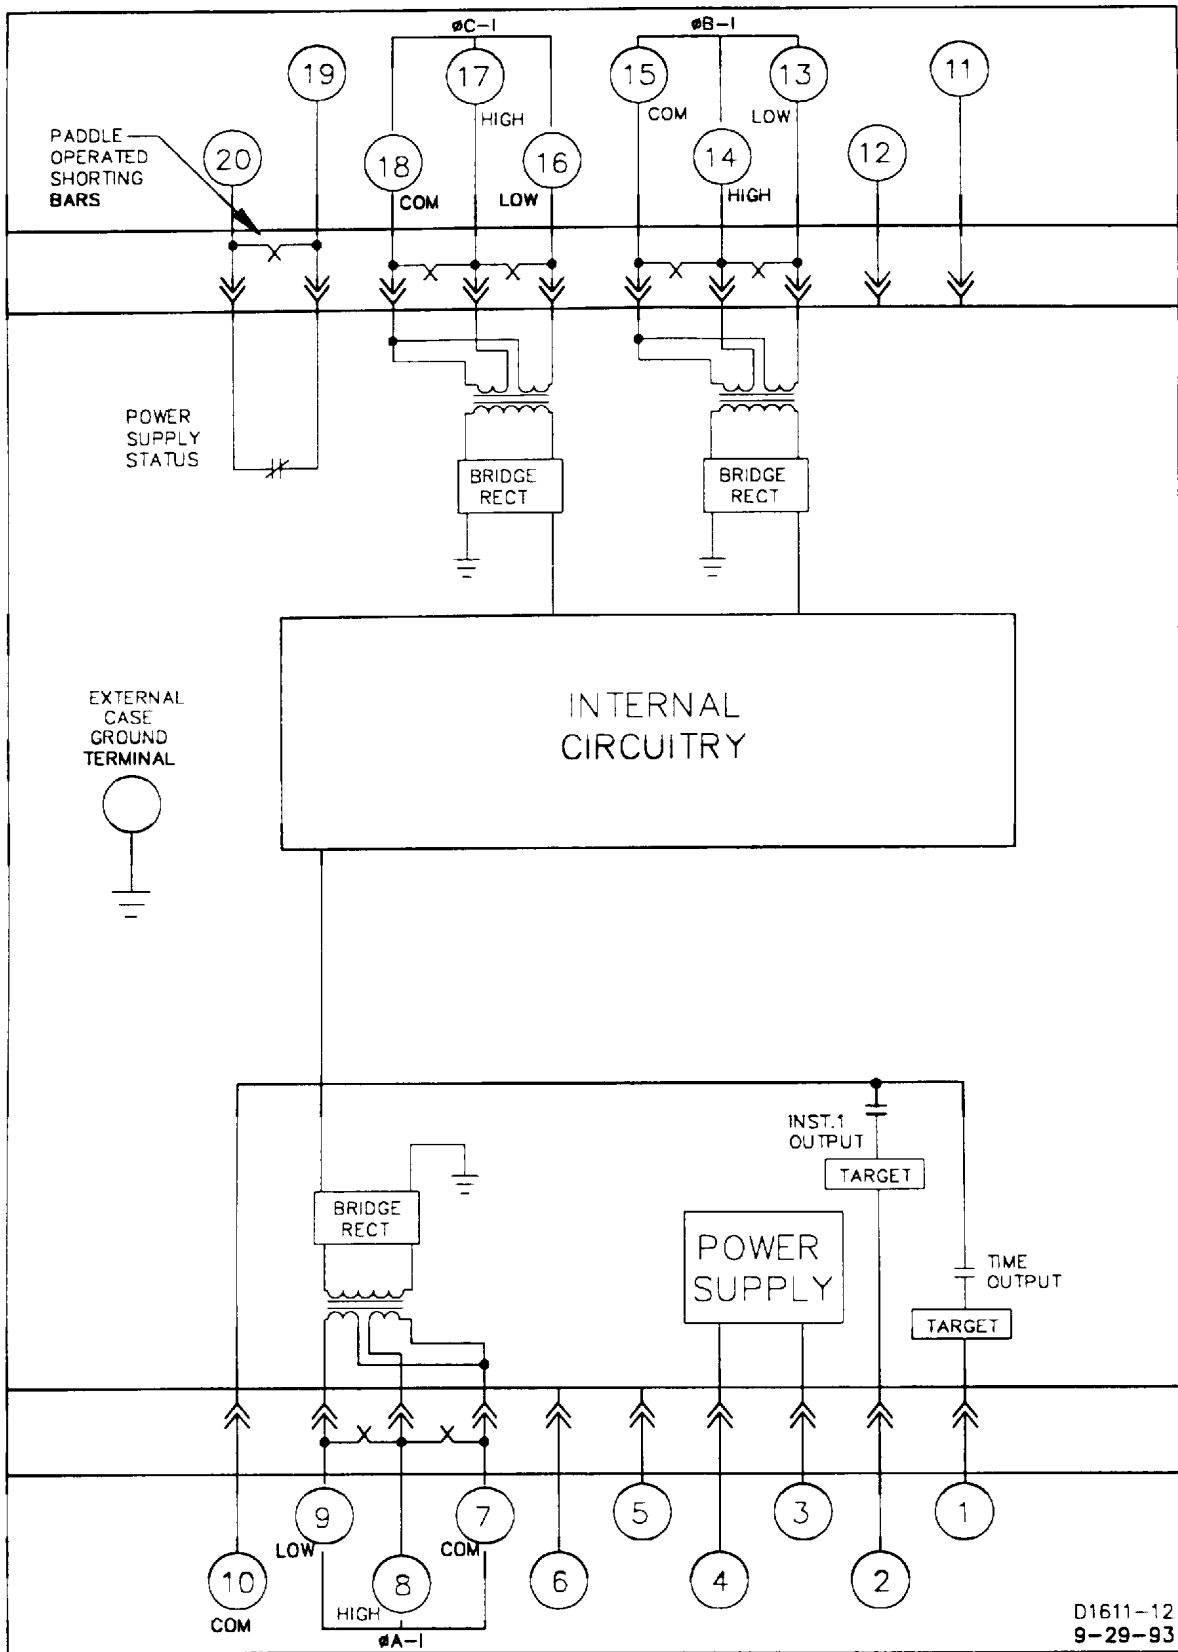 øC-I
øB-I
19
17
15
13
11
HIGH
COM
LOW
PADDLE
OPERATED
SHORTING
BARS
20
18
16
14
12
COM
LOW
HIGH
POWER
SUPPLY
STATUS
BRIDGE
RECT
BRIDGE
RECT
INTERNAL
CIRCUITRY
EXTERNAL
CASE
GROUND
TERMINAL
INST.1
OUTPUT
TARGET
BRIDGE
RECT
POWER
SUPPLY
TIME
OUTPUT
TARGET
9
7
5
3
1
LOW
COM
10
8
6
4
2
COM
HIGH
øA-I
D1611-12
9-29-93